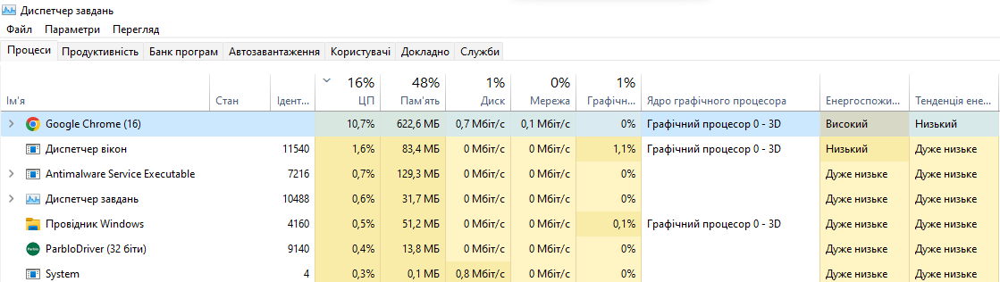 Диспетчер завдань
Файл Параметри Перегляд
Процеси Продуктивність Банк програм Автозавантаження Користувачі Докладно Служби
16% 48% 1% 0% 1%
Ім'я Стан Ідент... ЦП Пам'ять Диск Мережа Графічн... Ядро графічного процесора Енергоспожи... Тенденція ене...
Google Chrome (16) 10,7% 622,6 МБ 0,7 Мбіт/с 0,1 Мбіт/с 0% Графічний процесор 0 - 3D Високий Низький
Диспетчер вікон 11540 1,6% 83,4 МБ 0 Мбіт/с 0 Мбіт/с 1,1% Графічний процесор 0 - 3D Низький Дуже низьке
Antimalware Service Executable 7216 0,7% 129,3 МБ 0 Мбіт/с 0 Мбіт/с 0% Дуже низьке Дуже низьке
Диспетчер завдань 10488 0,6% 31,7 МБ 0 Мбіт/с 0 Мбіт/с 0% Дуже низьке Дуже низьке
Провідник Windows 4160 0,5% 51,2 МБ 0 Мбіт/с 0 Мбіт/с 0,1% Графічний процесор 0 - 3D Дуже низьке Дуже низьке
Parblo ParbloDriver (32 біти) 9140 0,4% 13,8 МБ 0 Мбіт/с 0 Мбіт/с 0% Дуже низьке Дуже низьке
System 4 0,3% 0,1 МБ 0,8 Мбіт/с 0 Мбіт/с 0% Дуже низьке Дуже низьке